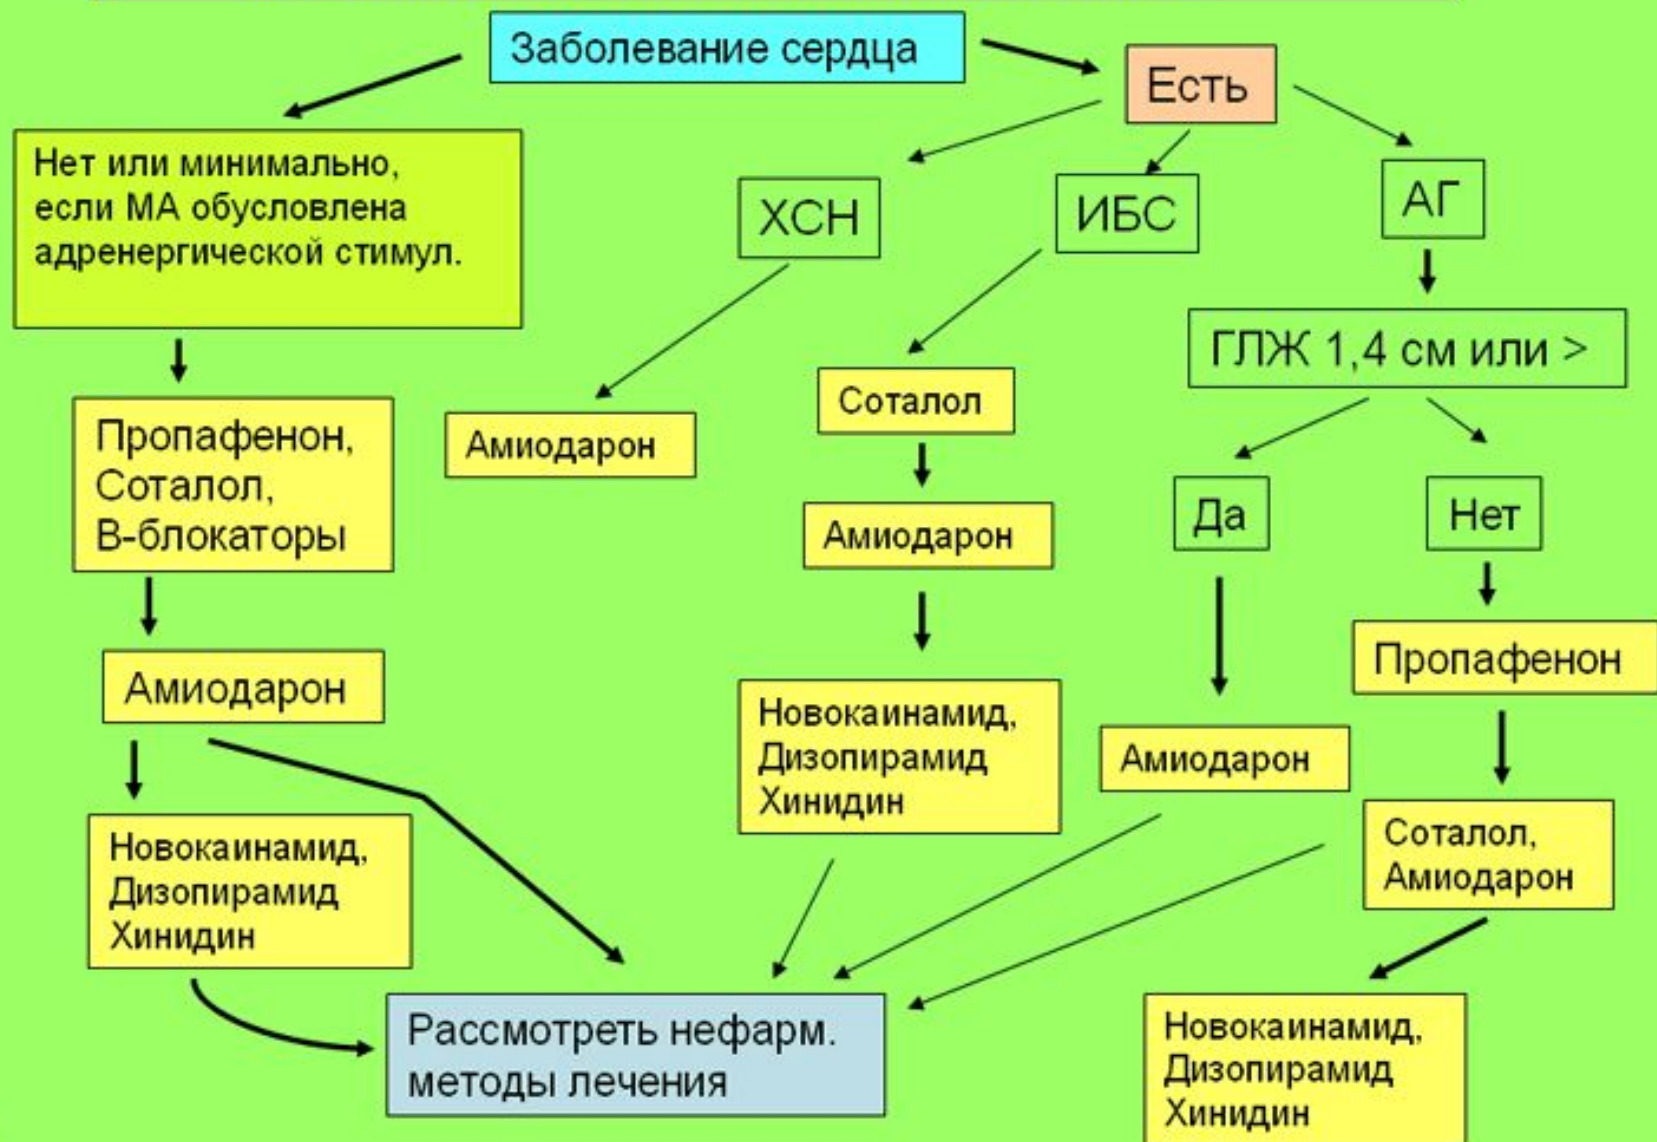 Заболевание сердца
Есть
Нет или минимально,
если МА обусловлена
адренергической стимул.
ХСН
ИБС
АГ
ГЛЖ 1,4 см или >
Пропафенон,
Соталол,
В-блокаторы
Амиодарон
Соталол
Амиодарон
Да
Нет
Амиодарон
Пропафенон
Новокаинамид,
Дизопирамид
Хинидин
Амиодарон
Новокаинамид,
Дизопирамид
Хинидин
Соталол,
Амиодарон
Рассмотреть нефарм.
методы лечения
Новокаинамид,
Дизопирамид
Хинидин